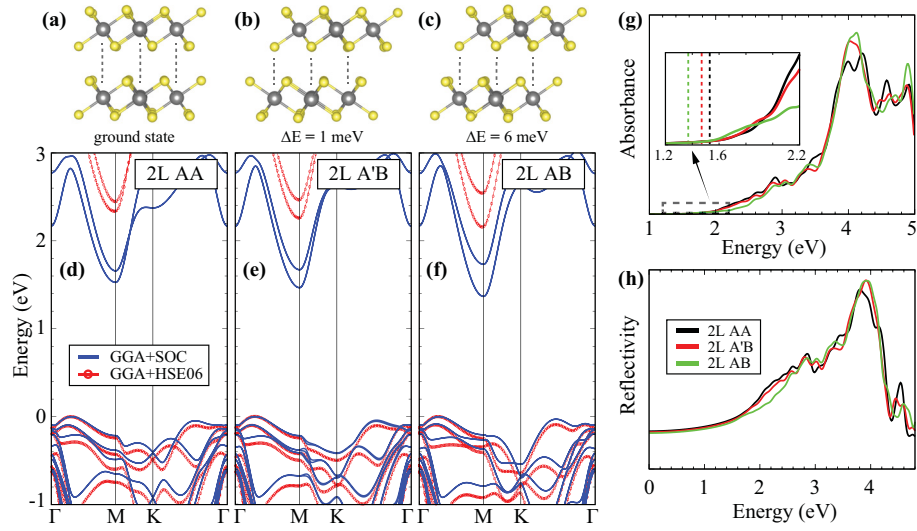 (a)
(b)
(c)
ground state
ΔE = 1 meV
ΔE = 6 meV
Energy (eV)
3
2
1
0
-1
2L AA
2L A'B
2L AB
(d)
(e)
(f)
GGA+SOC
GGA+HSE06
Γ M K Γ M K Γ M K Γ
(g)
Absorbance
1.2 1.6 2.2
1 2 3 4 5
Energy (eV)
(h)
Reflectivity
2L AA
2L A'B
2L AB
0 1 2 3 4
Energy (eV)